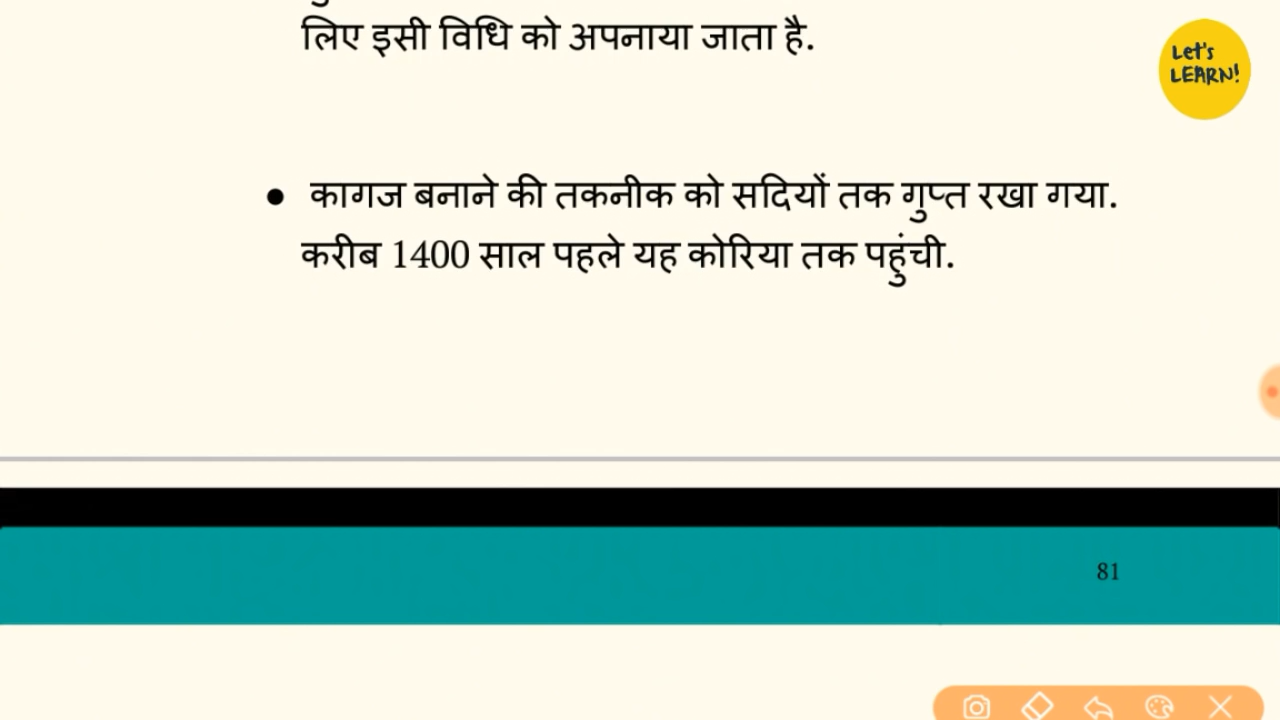 लिए इसी विधि को अपनाया जाता है.
Let's
LEARN!
● कागज बनाने की तकनीक को सदियों तक गुप्त रखा गया.
करीब 1400 साल पहले यह कोरिया तक पहुंची.
81